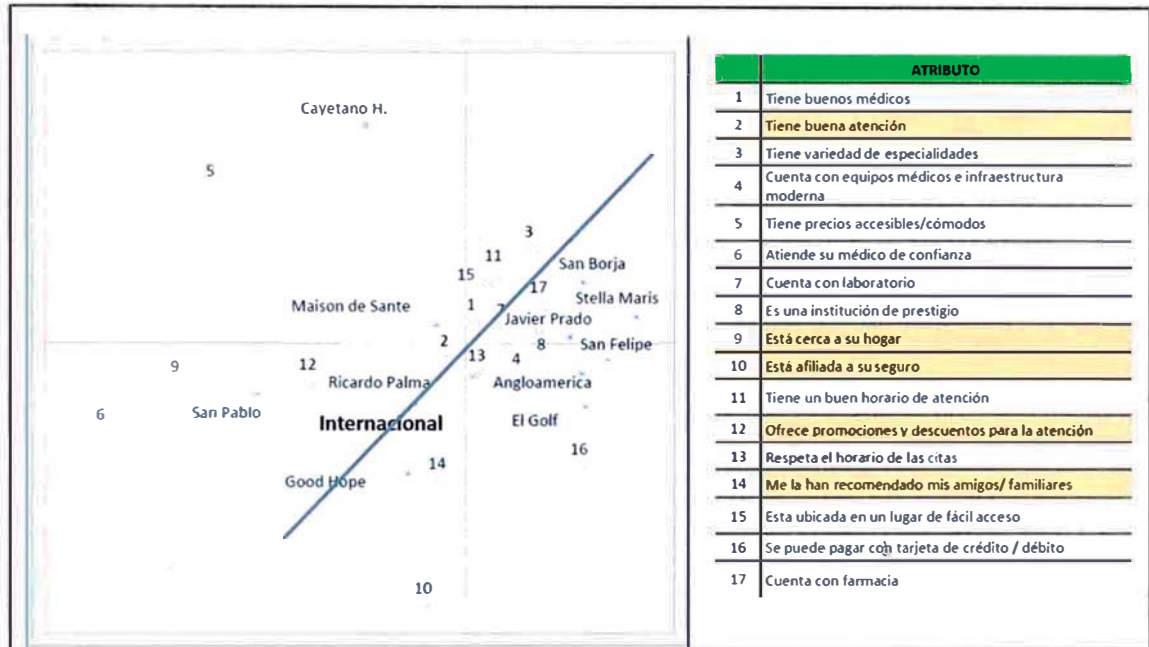 Cayetano H.
5
3
11
San Borja
15
17
Stella Maris
Maison de Sante
1
7
Javier Prado
2
8
San Felipe
13
4
9
12
Ricardo Palma
Angloamerica
6
San Pablo
Internacional
El Golf
16
14
Good Hope
10
ATRIBUTO
1 Tiene buenos médicos
2 Tiene buena atención
3 Tiene variedad de especialidades
4 Cuenta con equipos médicos e infraestructura
moderna
5 Tiene precios accesibles/cómodos
6 Atiende su médico de confianza
7 Cuenta con laboratorio
8 Es una institución de prestigio
9 Está cerca a su hogar
10 Está afiliada a su seguro
11 Tiene un buen horario de atención
12 Ofrece promociones y descuentos para la atención
13 Respeta el horario de las citas
14 Me la han recomendado mis amigos/ familiares
15 Esta ubicada en un lugar de fácil acceso
16 Se puede pagar con tarjeta de crédito / débito
17 Cuenta con farmacia